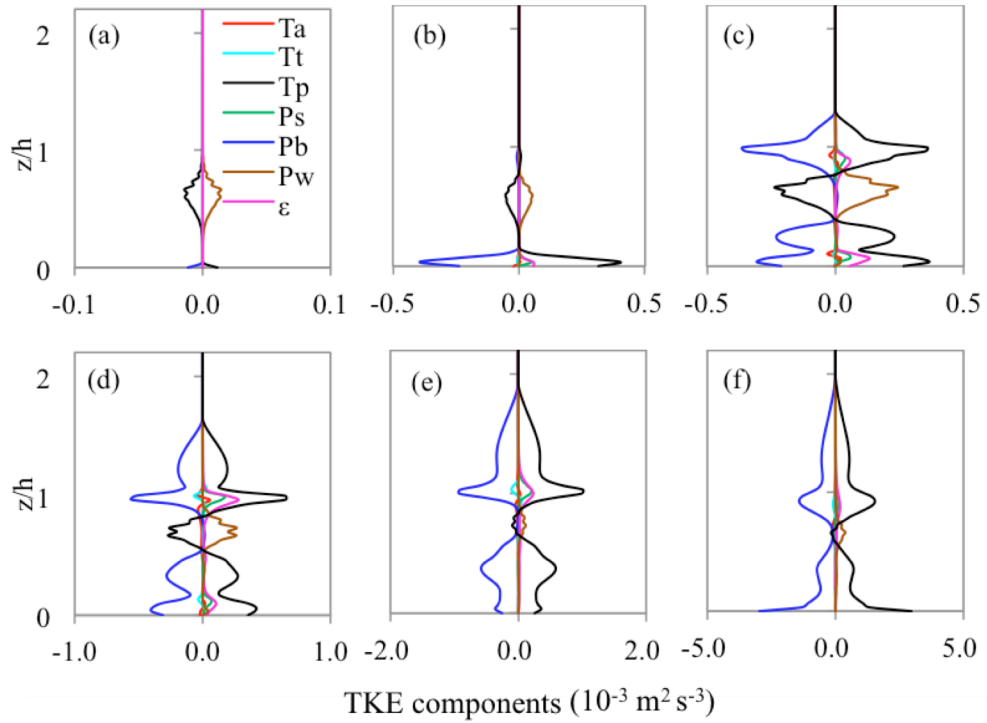 2
(a)
Ta
Tt
Tp
Ps
Pb
Pw
ε
(b)
(c)
z/h
1
0
-0.1
0.0
0.1
-0.5
0.0
0.5
-0.5
0.0
0.5
2
(d)
(e)
(f)
z/h
1
0
-1.0
0.0
1.0
-2.0
0.0
2.0
-5.0
0.0
5.0
TKE components (10⁻³ m² s⁻³)